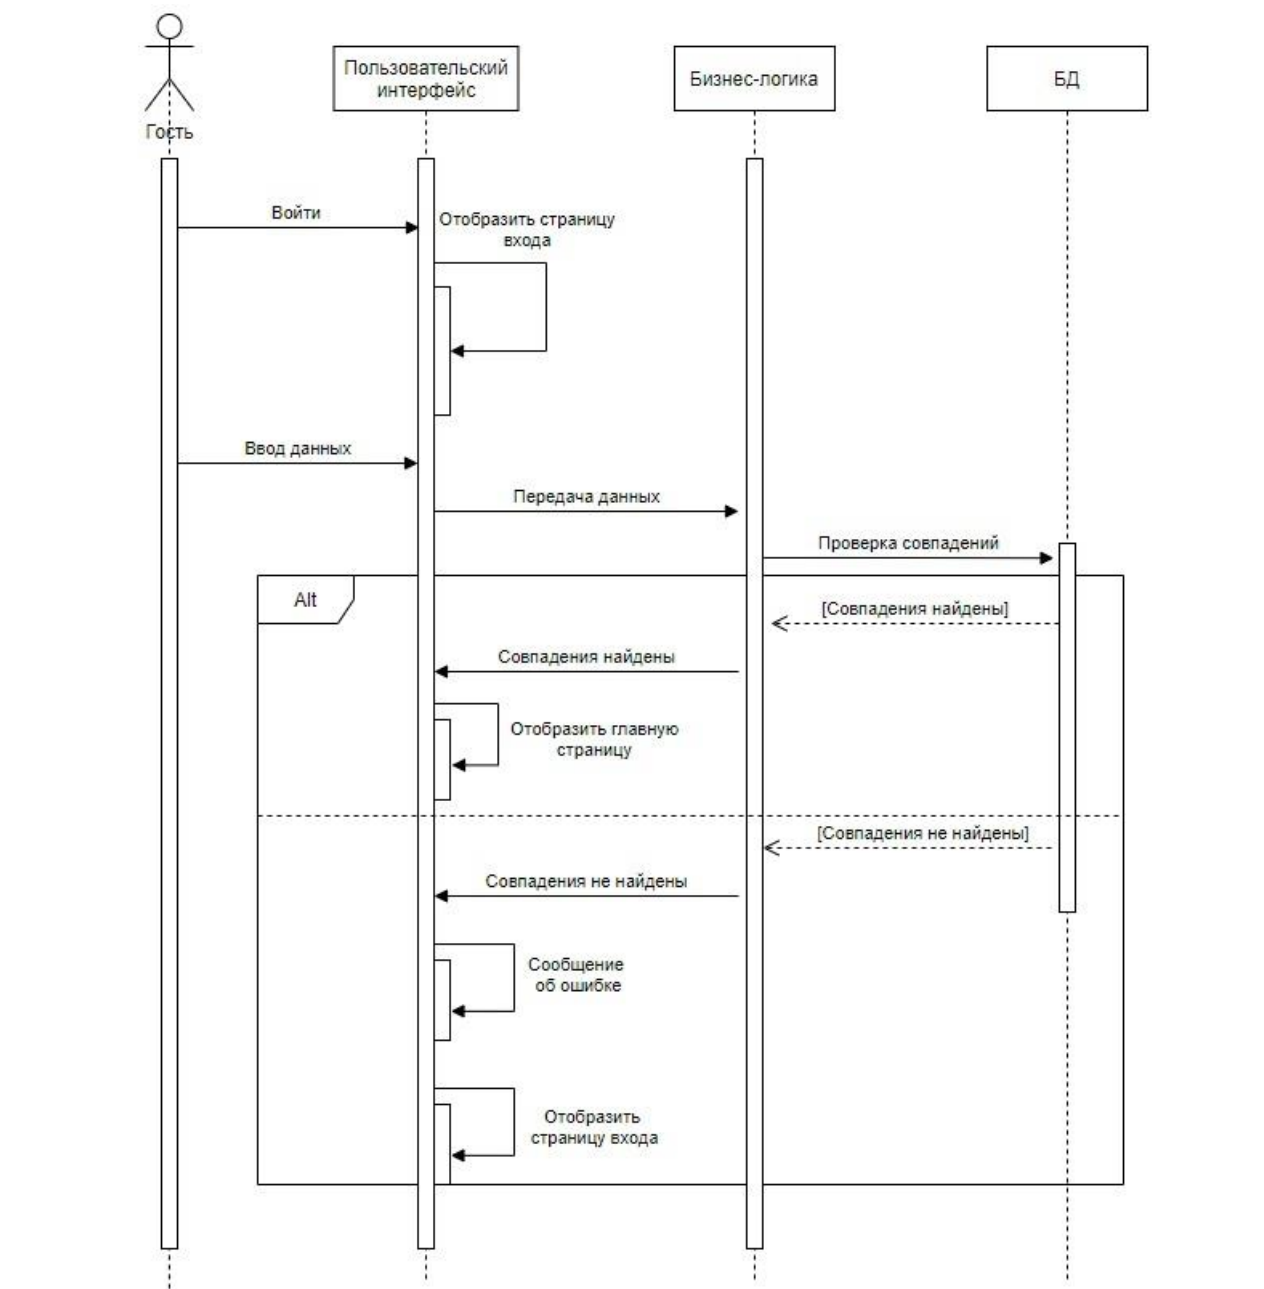 Гость
Пользовательский
интерфейс
Бизнес-логика
БД
Войти
Отобразить страницу
входа
Ввод данных
Передача данных
Проверка совпадений
Alt
[Совпадения найдены]
Совпадения найдены
Отобразить главную
страницу
[Совпадения не найдены]
Совпадения не найдены
Сообщение
об ошибке
Отобразить
страницу входа